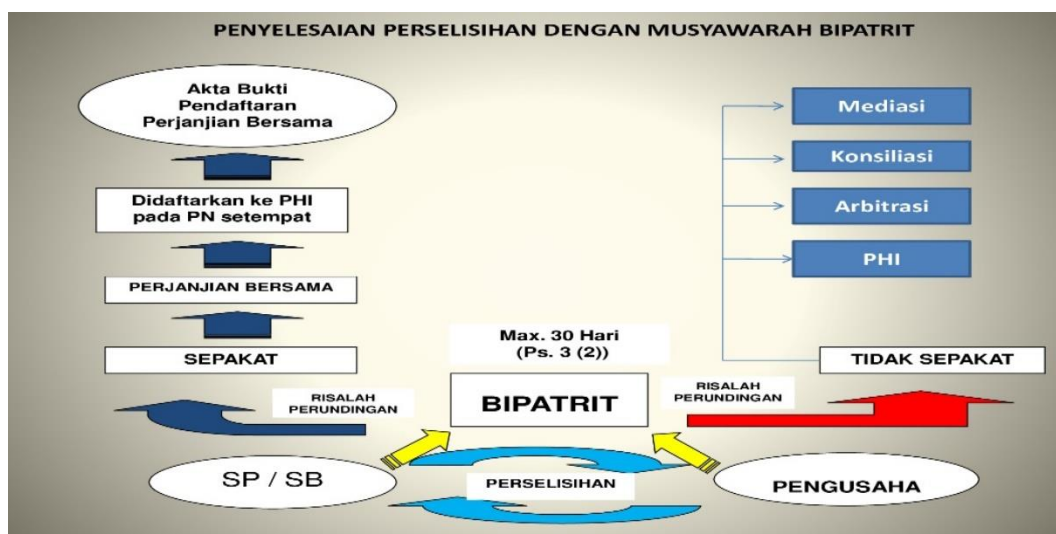 PENYELESAIAN PERSELISIHAN DENGAN MUSYAWARAH BIPATRIT
Akta Bukti
Pendaftaran
Perjanjian Bersama
Didaftarkan ke PHI
pada PN setempat
PERJANJIAN BERSAMA
SEPAKAT
RISALAH
PERUNDINGAN
Max. 30 Hari
(Ps. 3 (2))
BIPATRIT
RISALAH
PERUNDINGAN
Mediasi
Konsiliasi
Arbitrasi
PHI
TIDAK SEPAKAT
SP / SB
PERSELISIHAN
PENGUSAHA